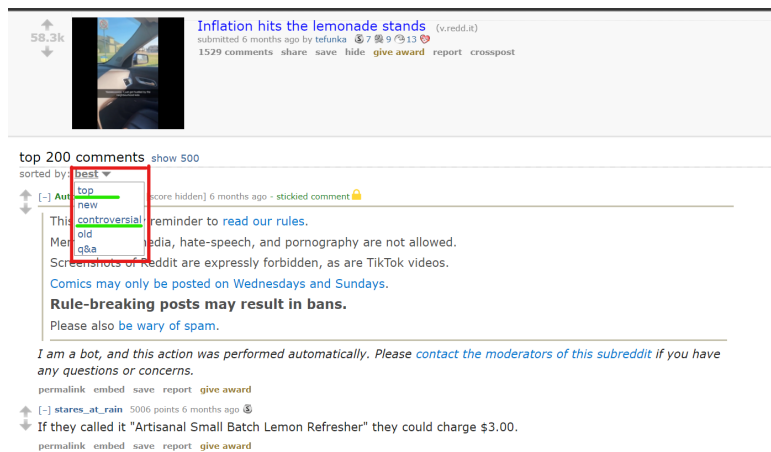 Inflation hits the lemonade stands (v.redd.it)
58.3k
submitted 6 months ago by tefunka 7 9 13
1529 comments share save hide give award report crosspost
top 200 comments show 500
sorted by: best
top
new
controversial
old
q&a
[-] score hidden] 6 months ago - stickied comment
reminder to read our rules.
hate-speech, and pornography are not allowed.
Reddit are expressly forbidden, as are TikTok videos.
Comics may only be posted on Wednesdays and Sundays.
Rule-breaking posts may result in bans.
Please also be wary of spam.
I am a bot, and this action was performed automatically. Please contact the moderators of this subreddit if you have
any questions or concerns.
permalink embed save report give award
[-] stares_at_rain 5006 points 6 months ago
If they called it "Artisanal Small Batch Lemon Refresher" they could charge $3.00.
permalink embed save report give award